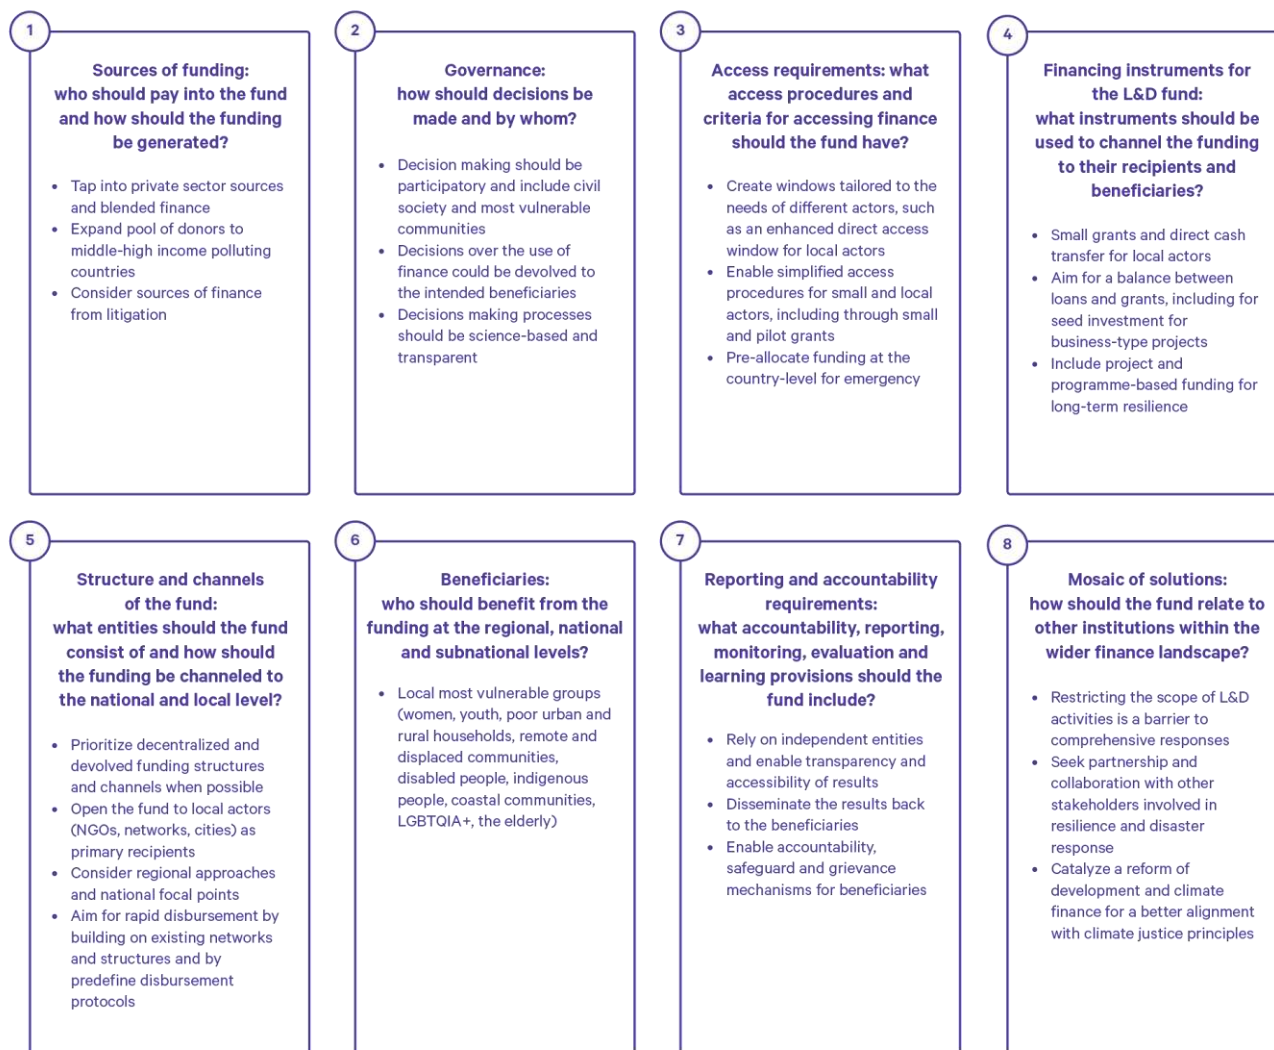 1
Sources of funding:
who should pay into the fund
and how should the funding
be generated?
• Tap into private sector sources
and blended finance
• Expand pool of donors to
middle-high income polluting
countries
• Consider sources of finance
from litigation
2
Governance:
how should decisions be
made and by whom?
• Decision making should be
participatory and include civil
society and most vulnerable
communities
• Decisions over the use of
finance could be devolved to
the intended beneficiaries
• Decisions making processes
should be science-based and
transparent
3
Access requirements: what
access procedures and
criteria for accessing finance
should the fund have?
• Create windows tailored to the
needs of different actors, such
as an enhanced direct access
window for local actors
• Enable simplified access
procedures for small and local
actors, including through small
and pilot grants
• Pre-allocate funding at the
country-level for emergency
4
Financing instruments for
the L&D fund:
what instruments should be
used to channel the funding
to their recipients and
beneficiaries?
• Small grants and direct cash
transfer for local actors
• Aim for a balance between
loans and grants, including for
seed investment for
business-type projects
• Include project and
programme-based funding for
long-term resilience
5
Structure and channels
of the fund:
what entities should the fund
consist of and how should
the funding be channeled to
the national and local level?
• Prioritize decentralized and
devolved funding structures
and channels when possible
• Open the fund to local actors
(NGOs, networks, cities) as
primary recipients
• Consider regional approaches
and national focal points
• Aim for rapid disbursement by
building on existing networks
and structures and by
predefine disbursement
protocols
6
Beneficiaries:
who should benefit from the
funding at the regional, national
and subnational levels?
• Local most vulnerable groups
(women, youth, poor urban and
rural households, remote and
displaced communities,
disabled people, indigenous
people, coastal communities,
LGBTQIA+, the elderly)
7
Reporting and accountability
requirements:
what accountability, reporting,
monitoring, evaluation and
learning provisions should the
fund include?
• Rely on independent entities
and enable transparency and
accessibility of results
• Disseminate the results back
to the beneficiaries
• Enable accountability,
safeguard and grievance
mechanisms for beneficiaries
8
Mosaic of solutions:
how should the fund relate to
other institutions within the
wider finance landscape?
• Restricting the scope of L&D
activities is a barrier to
comprehensive responses
• Seek partnership and
collaboration with other
stakeholders involved in
resilience and disaster
response
• Catalyze a reform of
development and climate
finance for a better alignment
with climate justice principles